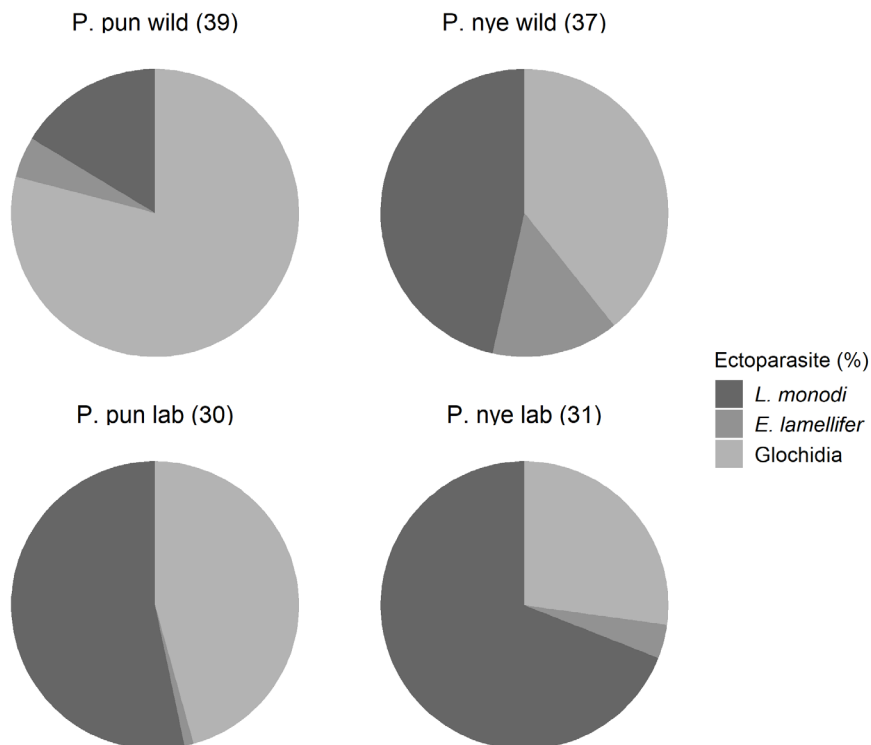 P. pun wild (39)
P. nye wild (37)
P. pun lab (30)
P. nye lab (31)
Ectoparasite (%)
L. monodi
E. lamellifer
Glochidia